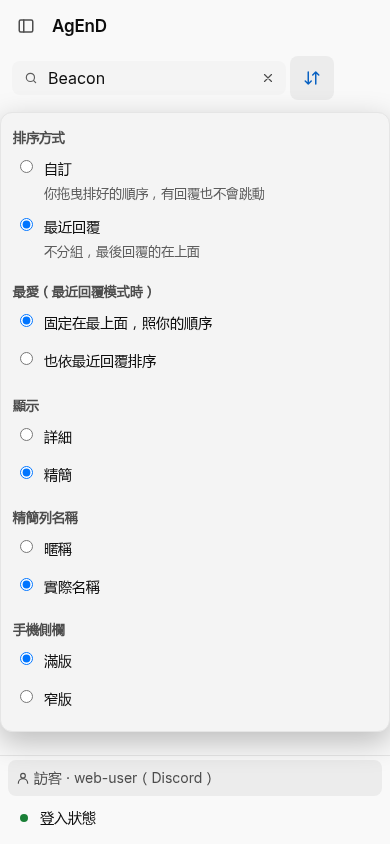 AgEnD
Beacon
排序方式
自訂
你拖曳排好的順序，有回覆也不會跳動
最近回覆
不分組，最後回覆的在上面
最愛（最近回覆模式時）
固定在最上面，照你的順序
也依最近回覆排序
顯示
詳細
精簡
精簡列名稱
暱稱
實際名稱
手機側欄
滿版
窄版
訪客 · web-user（Discord）
登入狀態